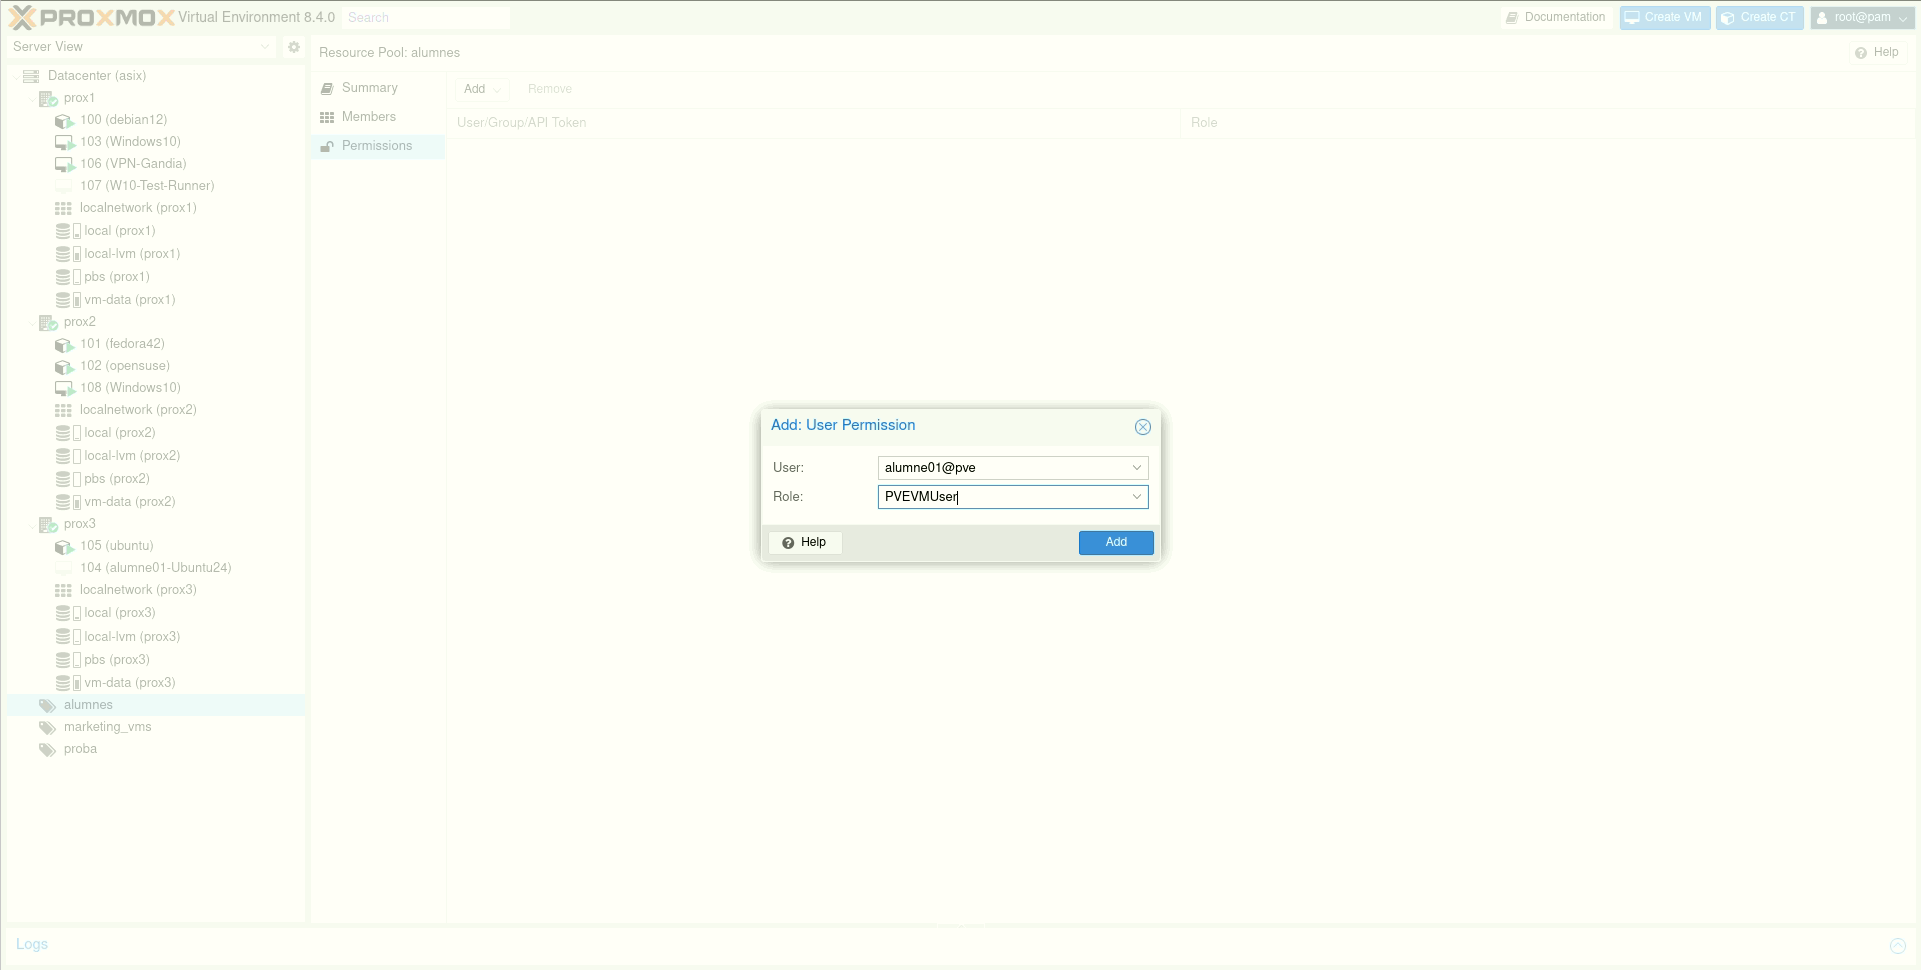 PROXMOX Virtual Environment 8.4.0 Search Documentation Create VM Create CT root@pam
Server View
Resource Pool: alumnes Help
Datacenter (asix)
prox1
100 (debian12)
103 (Windows10)
106 (VPN-Gandia)
107 (W10-Test-Runner)
localnetwork (prox1)
local (prox1)
local-lvm (prox1)
pbs (prox1)
vm-data (prox1)
prox2
101 (fedora42)
102 (opensuse)
108 (Windows10)
localnetwork (prox2)
local (prox2)
local-lvm (prox2)
pbs (prox2)
vm-data (prox2)
prox3
105 (ubuntu)
104 (alumne01-Ubuntu24)
localnetwork (prox3)
local (prox3)
local-lvm (prox3)
pbs (prox3)
vm-data (prox3)
alumnes
marketing_vms
proba
Summary
Members
Permissions
Add Remove
User/Group/API Token Role
Add: User Permission
User: alumne01@pve
Role: PVEVMUser
Help Add
Logs